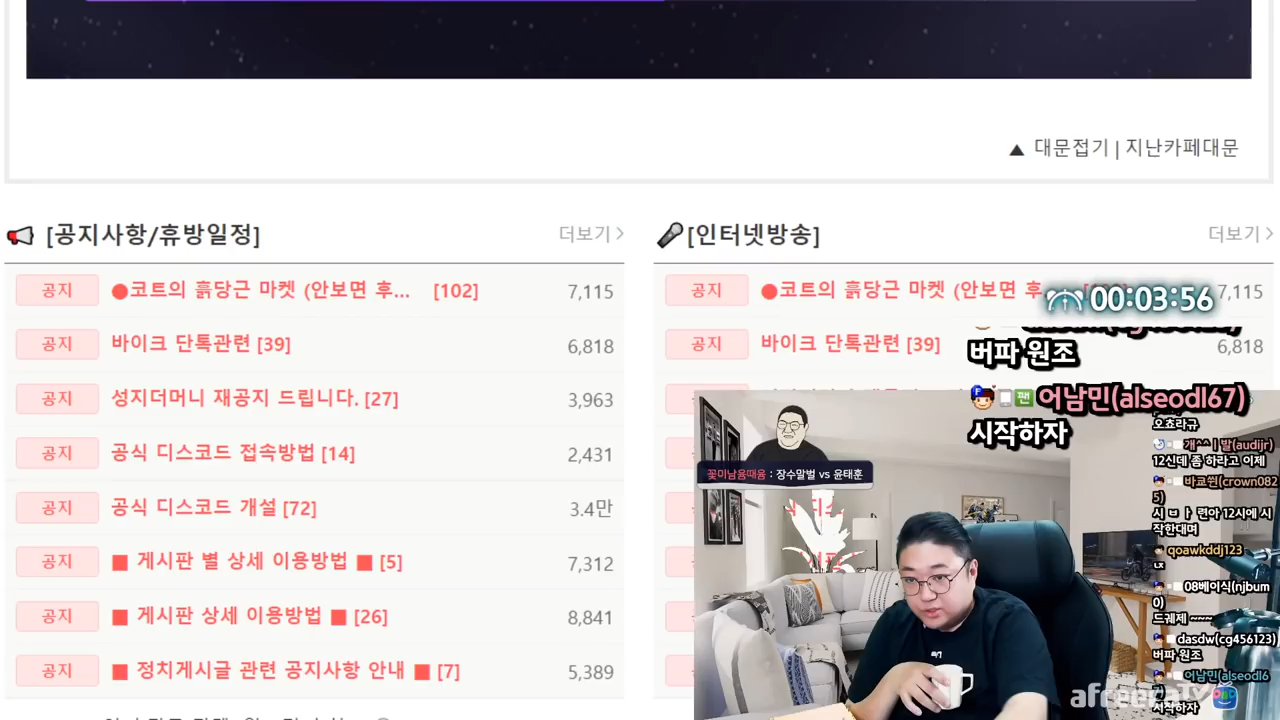 ▲ 대문접기 | 지난카페대문
[공지사항/휴방일정]
더보기 >
공지 ●코트의 흙당근 마켓 (안보면 후... [102] 7,115
공지 바이크 단톡관련 [39] 6,818
공지 성지더머니 재공지 드립니다. [27] 3,963
공지 공식 디스코드 접속방법 [14] 2,431
공지 공식 디스코드 개설 [72] 3.4만
공지 ■ 게시판 별 상세 이용방법 ■ [5] 7,312
공지 ■ 게시판 상세 이용방법 ■ [26] 8,841
공지 ■ 정치게시글 관련 공지사항 안내 ■ [7] 5,389
[인터넷방송]
더보기 >
공지 ●코트의 흙당근 마켓 (안보면 후 7,115
공지 바이크 단톡관련 [39] 6,818
00:03:56
버파 원조
어남민(alseodl67)
시작하자
꽃미남용때용 : 장수말벌 vs 윤태훈
오쵸라규
개^^ㅣ발(audijr)
12신데 좀 하라고 이제
바교쒼(crown082
5)
시 ㅂ ㅏ 련아 12시에 시
작한대며
qoawkddj123
08베이식(njbum
0)
드궤제 ~~~
dasdw(cg456123)
버파 원조
어남민(alseodl6
시작하자
afreecaTV